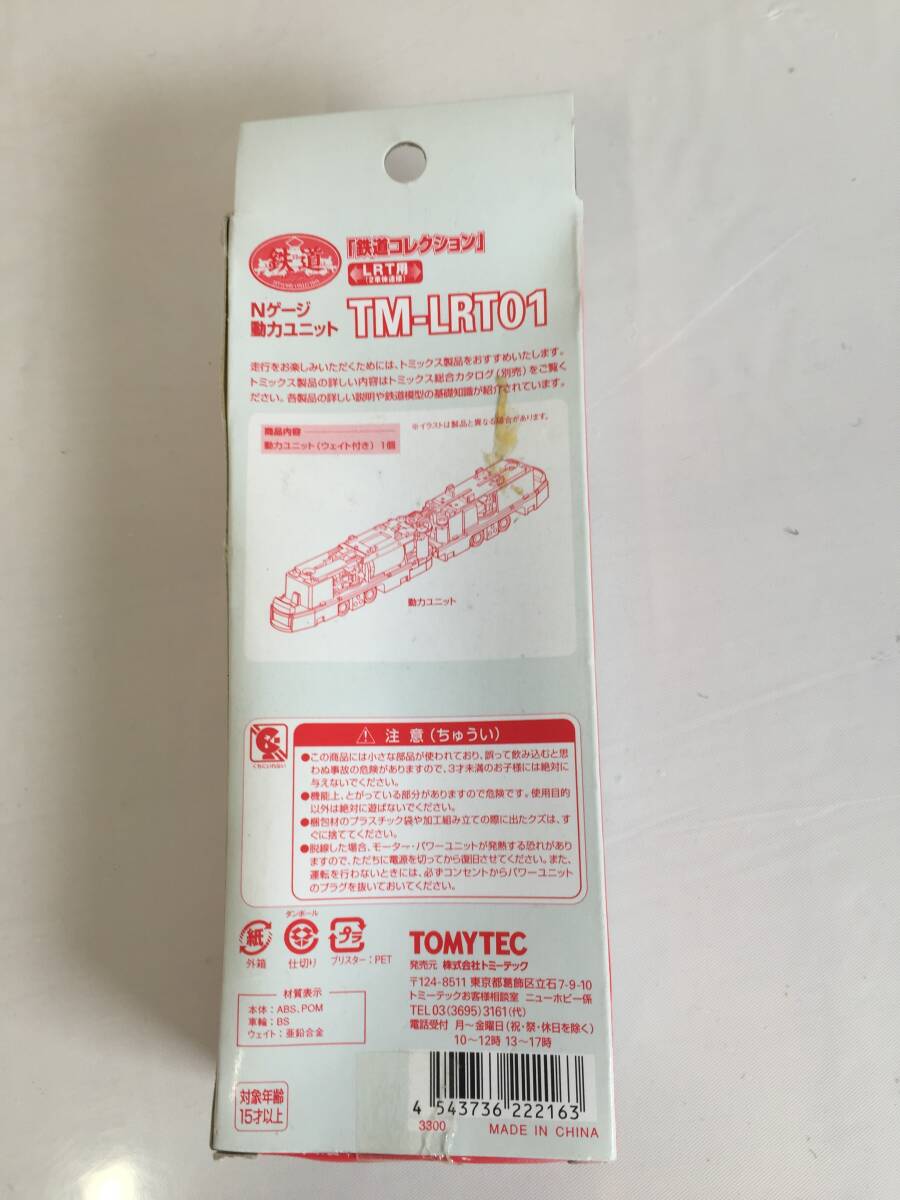 鉄道
「鉄道コレクション」
LRT用
(2車体連接)
Nゲージ
動力ユニット
TM-LRT01
走行をお楽しみいただくためには、トミックス製品をおすすめいたします。
トミックス製品の詳しい内容はトミックス総合カタログ(別売)をご覧く
ださい。各製品の詳しい説明や鉄道模型の基礎知識が紹介されています。
商品内容
動力ユニット(ウェイト付き) 1個
※イラストは製品と異なる場合があります。
動力ユニット
くちにいれない
注意(ちゅうい)
●この商品には小さな部品が使われており、誤って飲み込むと思
わぬ事故の危険がありますので、3才未満のお子様には絶対に
与えないでください。
●機能上、とがっている部分がありますので危険です。使用目的
以外は絶対に遊ばないでください。
●梱包材のプラスチック袋や加工組み立ての際に出たクズは、す
ぐに捨ててください。
●脱線した場合、モーター・パワーユニットが発熱する恐れがあり
ますので、ただちに電源を切ってから復旧させてください。また、
運転を行わないときには、必ずコンセントからパワーユニット
のプラグを抜いておいてください。
紙
外箱
ダンボール
仕切り
プラ
ブリスター:PET
材質表示
本体:ABS、POM
車輪:BS
ウェイト:亜鉛合金
対象年齢
15才以上
TOMYTEC
発売元 株式会社トミーテック
〒124-8511 東京都葛飾区立石7-9-10
トミーテックお客様相談室 ニューホビー係
TEL03(3695)3161(代)
電話受付 月〜金曜日(祝・祭・休日を除く)
10〜12時 13〜17時
4 543736 222163
3300
MADE IN CHINA